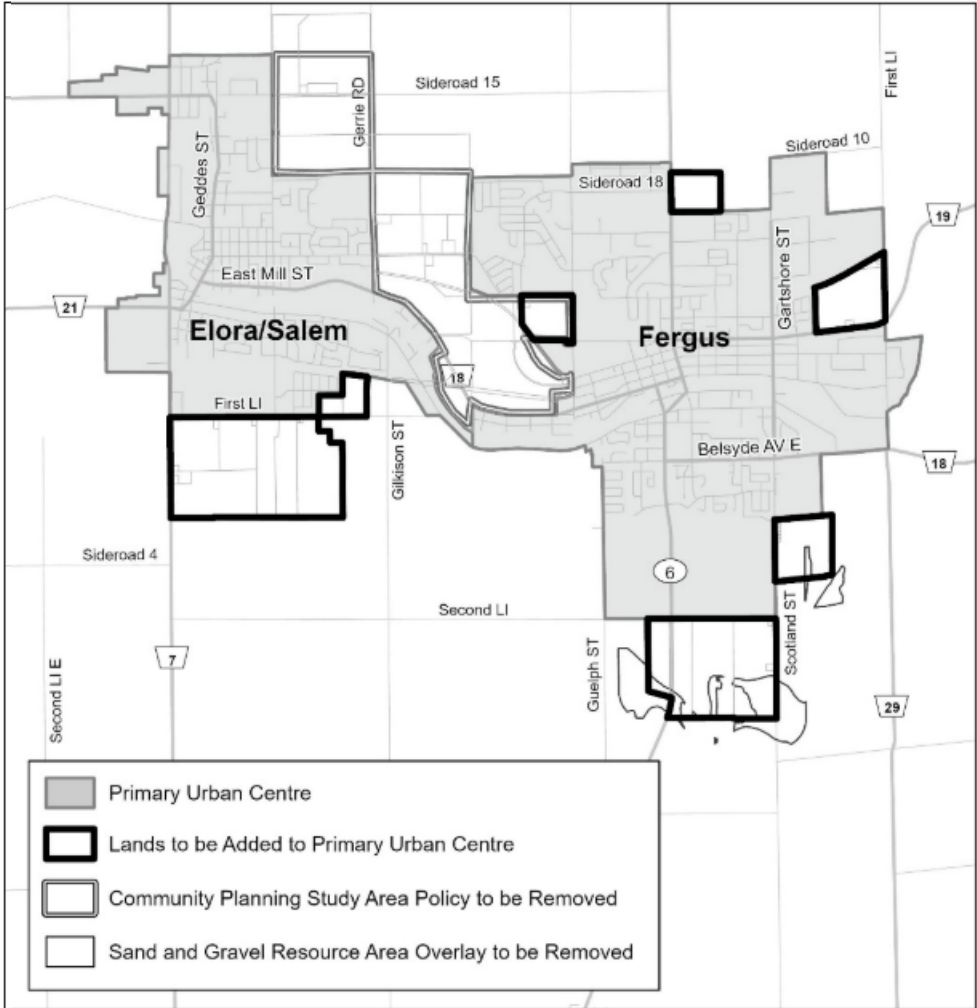 First LI
Sideroad 15
Gerrie RD
Sideroad 10
Geddes ST
Sideroad 18
19
Gartshore ST
East Mill ST
21
Elora/Salem
Fergus
18
First LI
Gilkison ST
Belsyde AV E
18
Sideroad 4
6
Second LI
Scotland ST
Guelph ST
Second LI E
7
29
Primary Urban Centre
Lands to be Added to Primary Urban Centre
Community Planning Study Area Policy to be Removed
Sand and Gravel Resource Area Overlay to be Removed